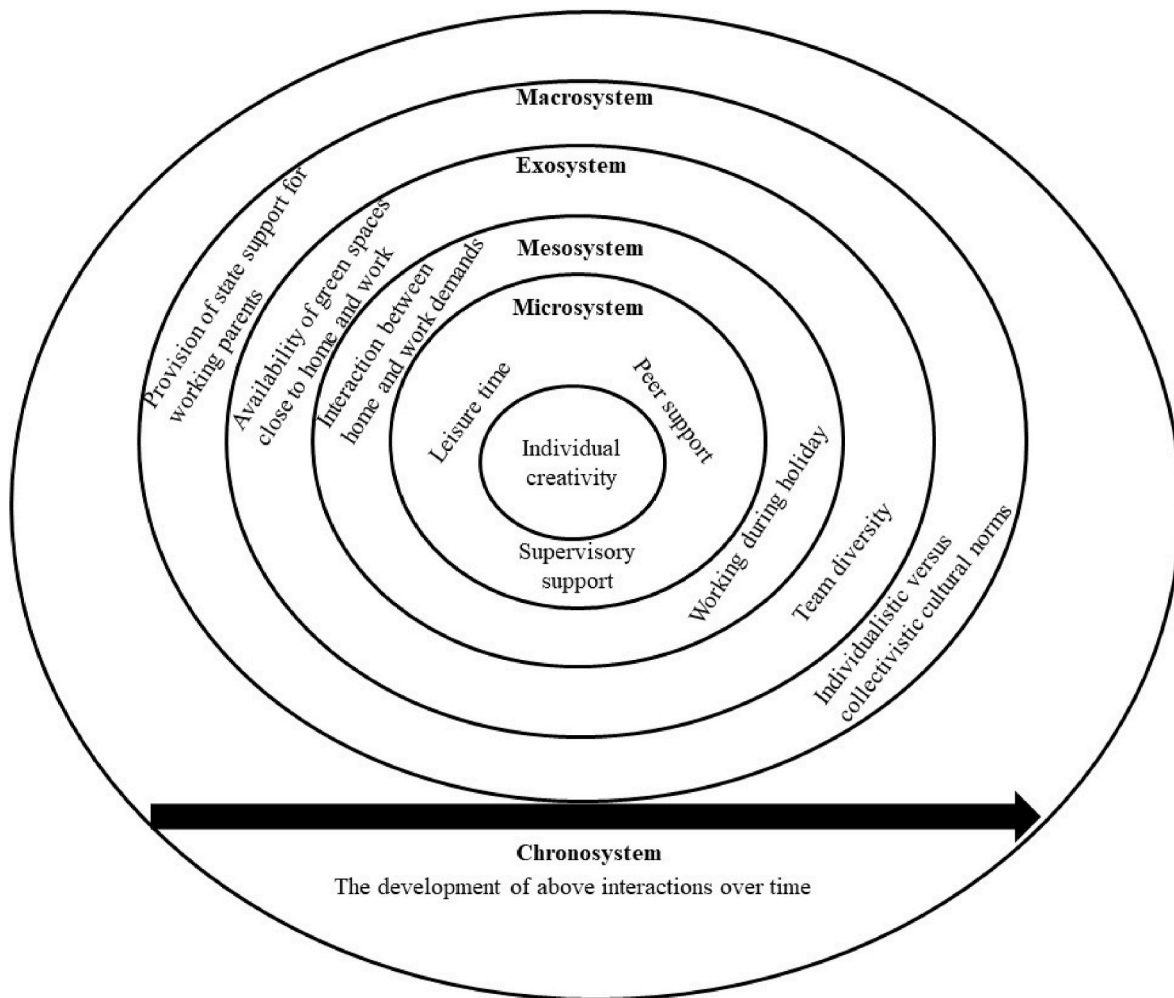 Macrosystem
Exosystem
Mesosystem
Microsystem
Provision of state support for
working parents
Availability of green spaces
close to home and work
Interaction between
home and work demands
Leisure time
Peer support
Individual
creativity
Supervisory
support
Working during holiday
Team diversity
Individualistic versus
collectivistic cultural norms
Chronosystem
The development of above interactions over time